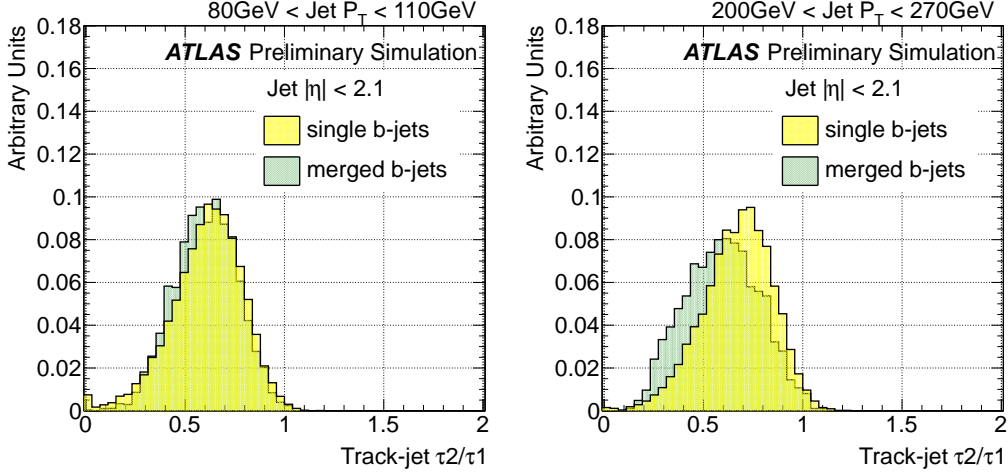 80GeV < Jet P_T < 110GeV
Arbitrary Units
0.18
0.16
0.14
0.12
0.1
0.08
0.06
0.04
0.02
0
ATLAS Preliminary Simulation
Jet |η| < 2.1
single b-jets
merged b-jets
0
0.5
1
1.5
2
Track-jet τ2/τ1
200GeV < Jet P_T < 270GeV
Arbitrary Units
0.18
0.16
0.14
0.12
0.1
0.08
0.06
0.04
0.02
0
ATLAS Preliminary Simulation
Jet |η| < 2.1
single b-jets
merged b-jets
0
0.5
1
1.5
2
Track-jet τ2/τ1